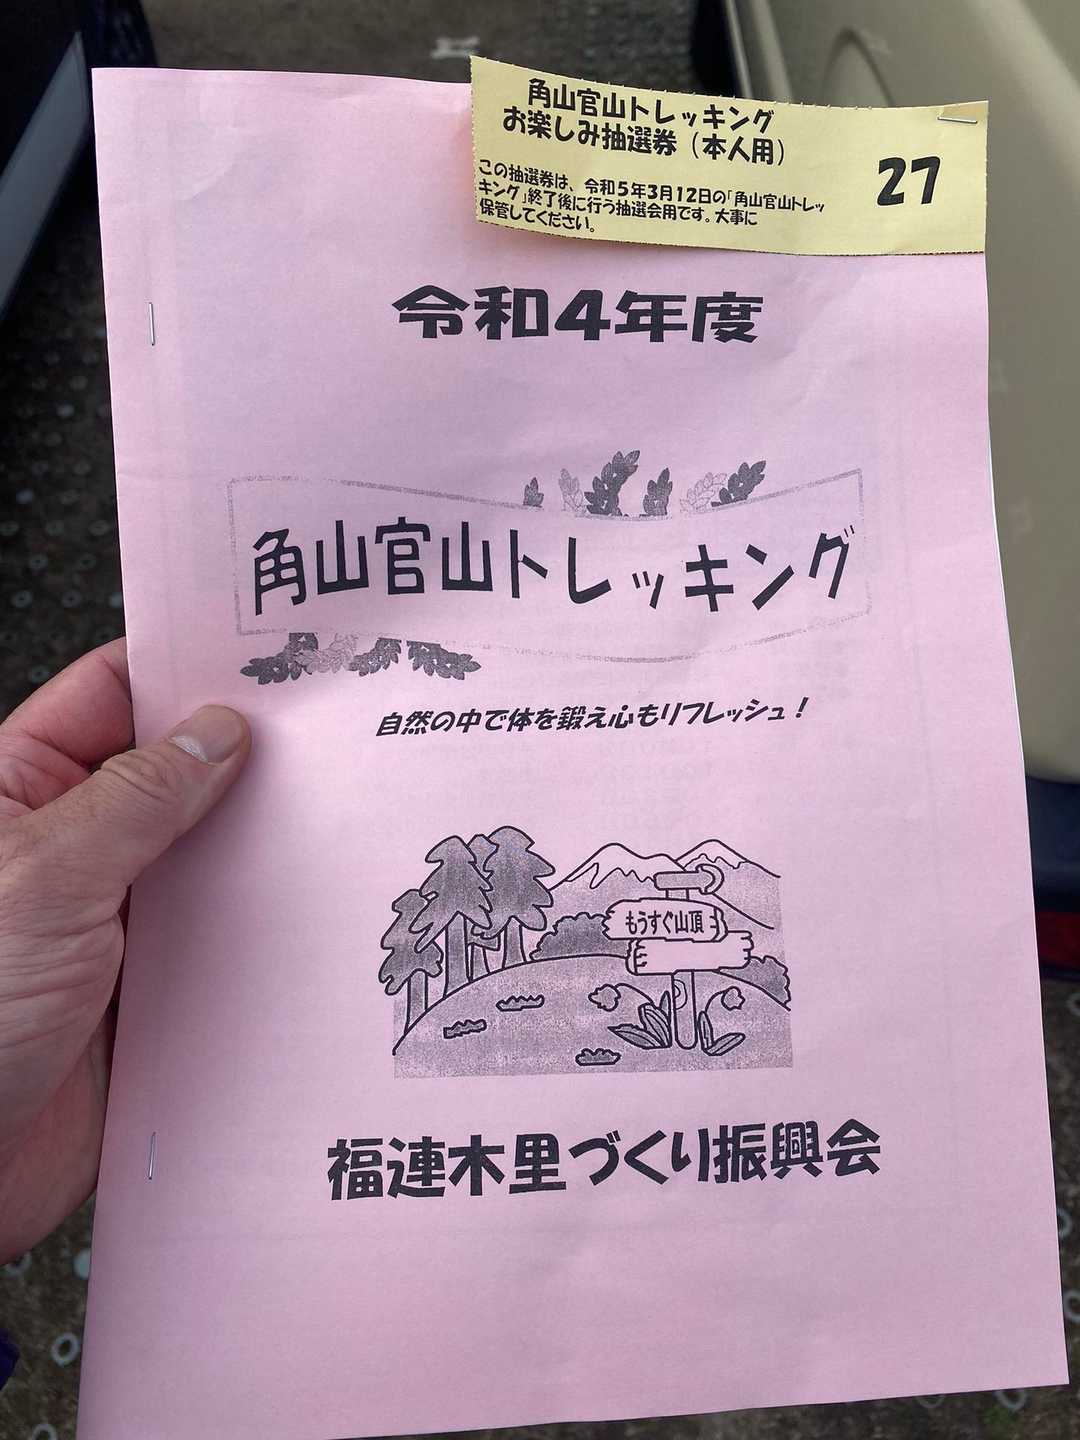 角山官山トレッキング
お楽しみ抽選券（本人用）
27
この抽選券は、令和5年3月12日の「角山官山トレッ
キング」終了後に行う抽選会用です。大事に
保管してください。
令和4年度
角山官山トレッキング
自然の中で体を鍛え心もリフレッシュ！
もうすぐ山頂
福連木里づくり振興会